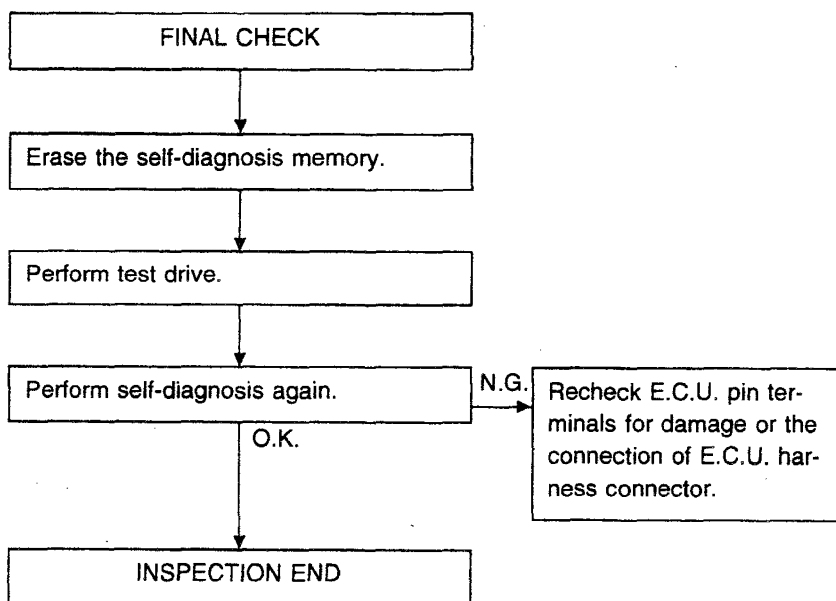 FINAL CHECK
Erase the self-diagnosis memory.
Perform test drive.
Perform self-diagnosis again.
N.G.
Recheck E.C.U. pin ter-
minals for damage or the
connection of E.C.U. har-
ness connector.
O.K.
INSPECTION END